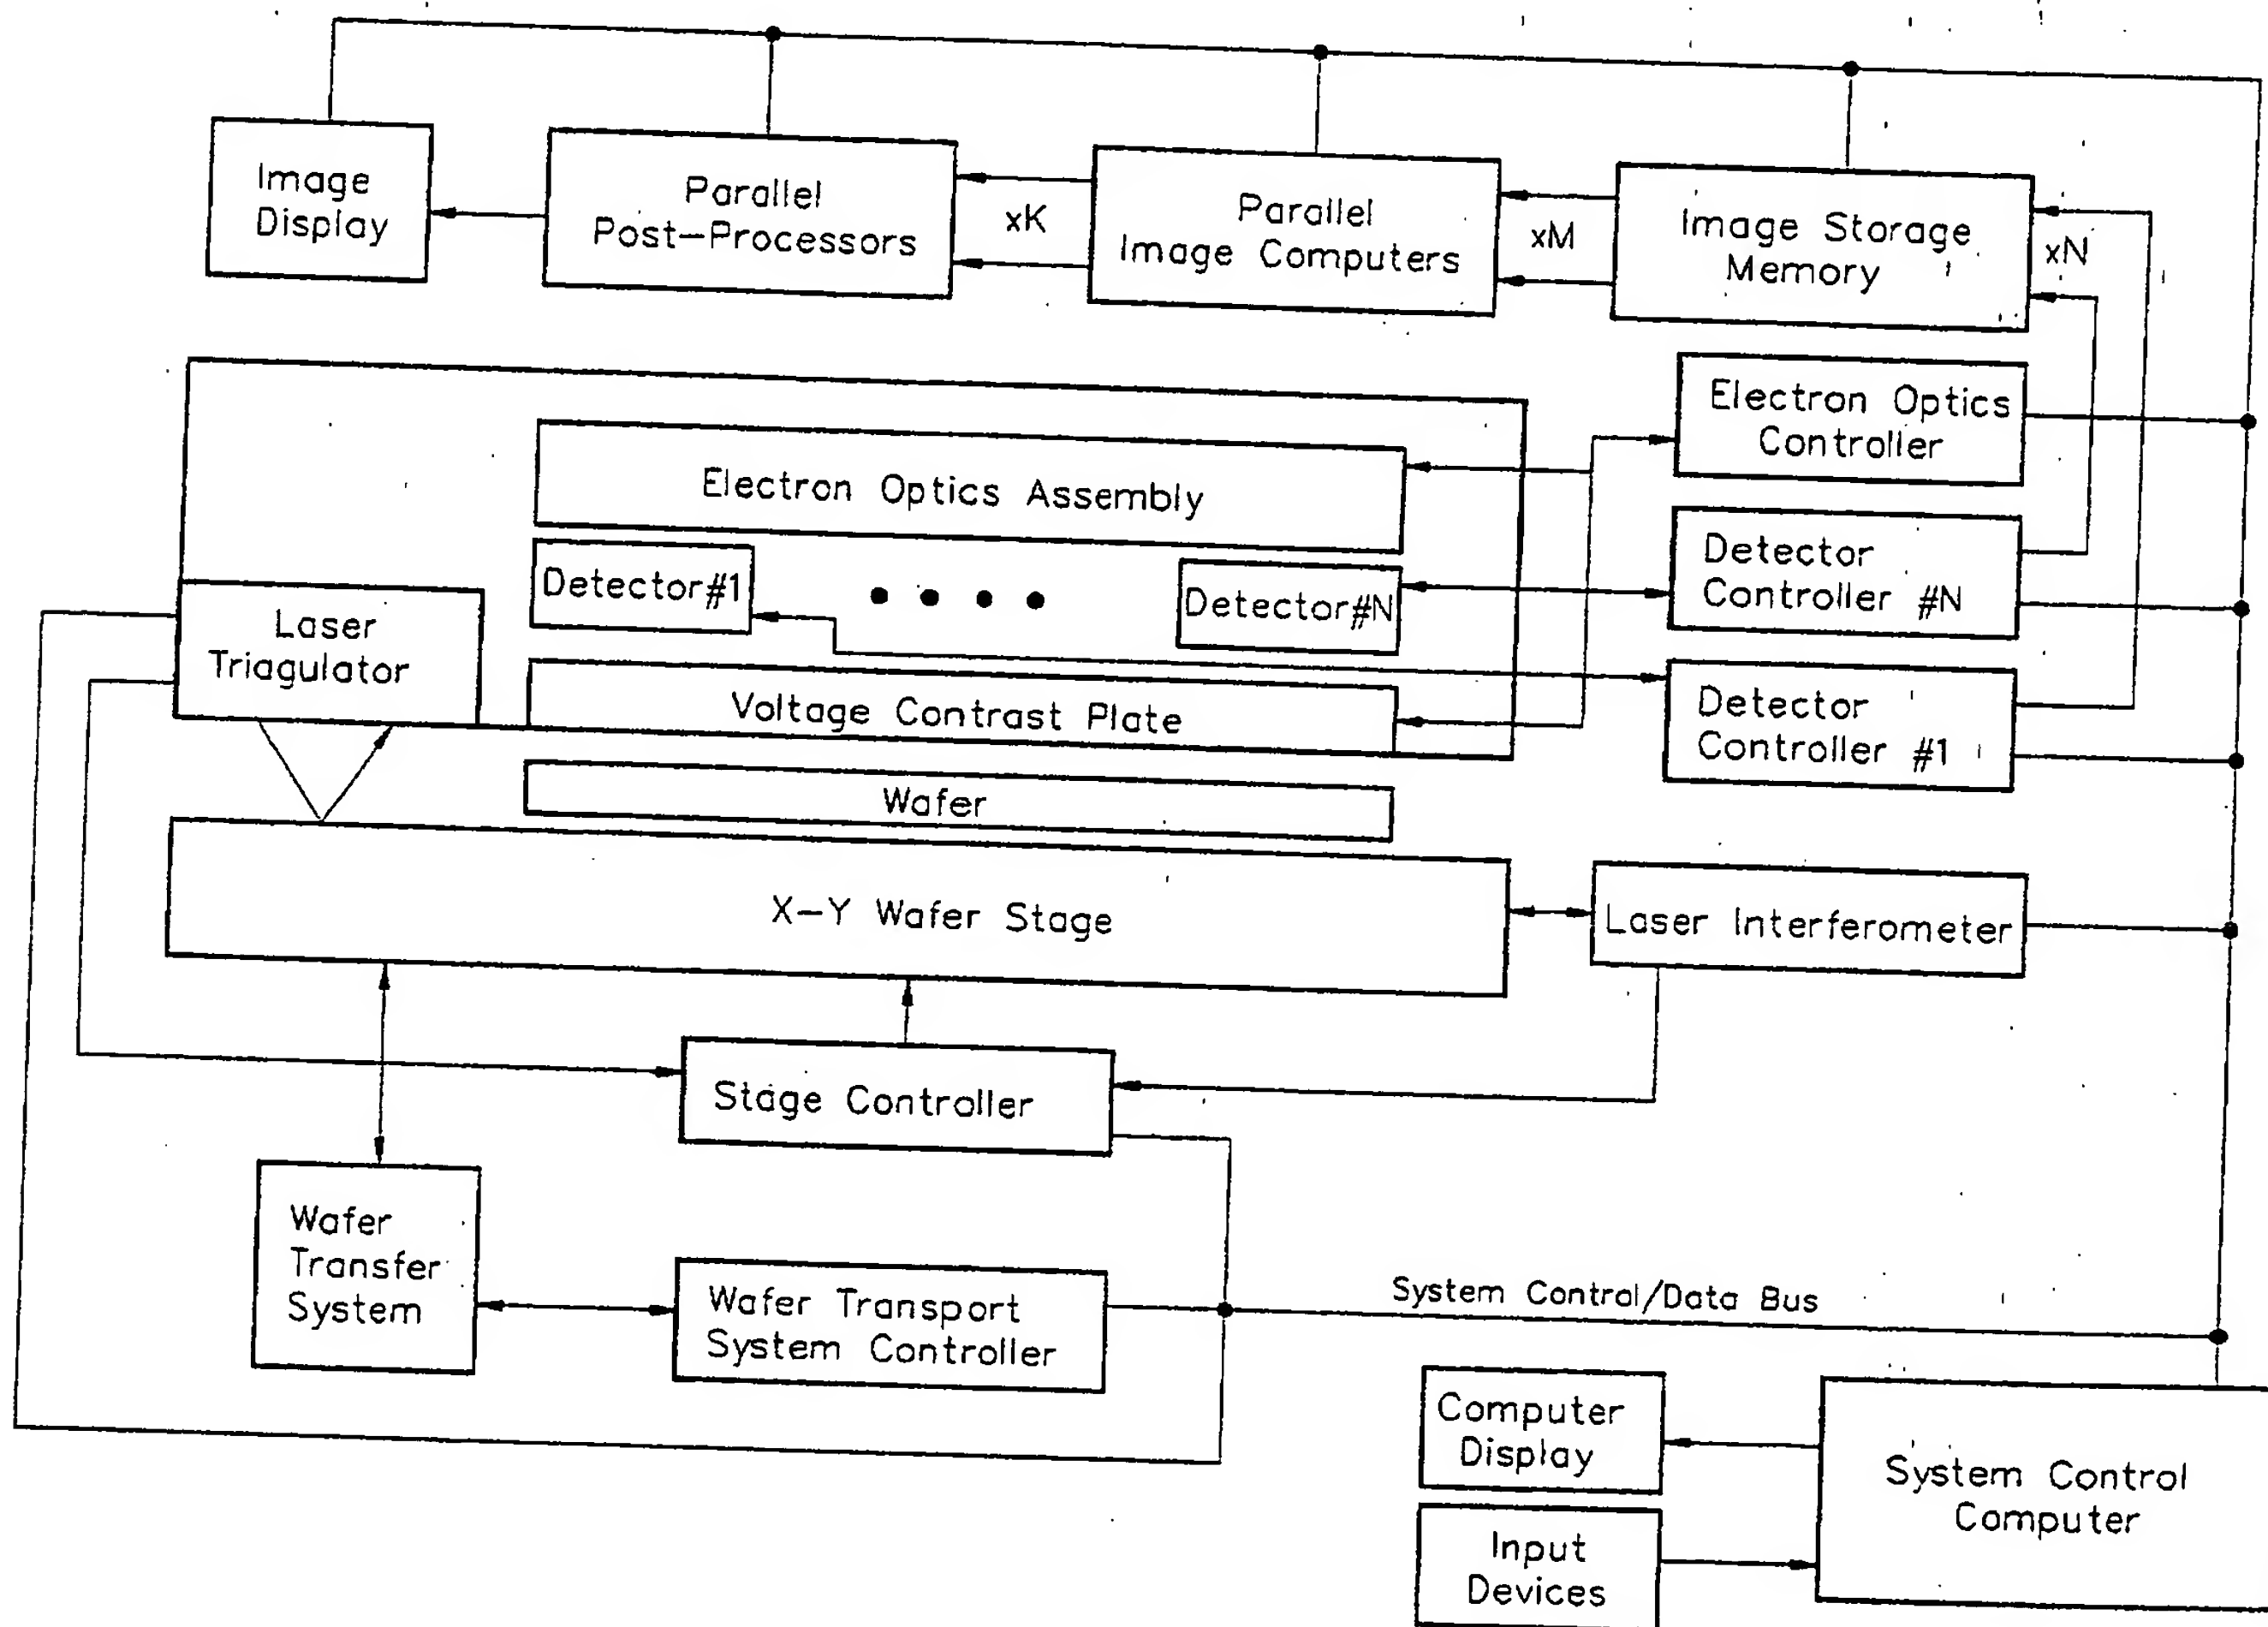 Image
Display
Parallel
Post-Processors
xK
Parallel
Image Computers
xM
Image Storage
Memory
xN
Electron Optics
Controller
Electron Optics Assembly
Detector#1
Detector#N
Detector
Controller #N
Laser
Triagulator
Voltage Contrast Plate
Detector
Controller #1
Wafer
X-Y Wafer Stage
Laser Interferometer
Stage Controller
Wafer
Transfer
System
Wafer Transport
System Controller
System Control/Data Bus
Computer
Display
System Control
Computer
Input
Devices